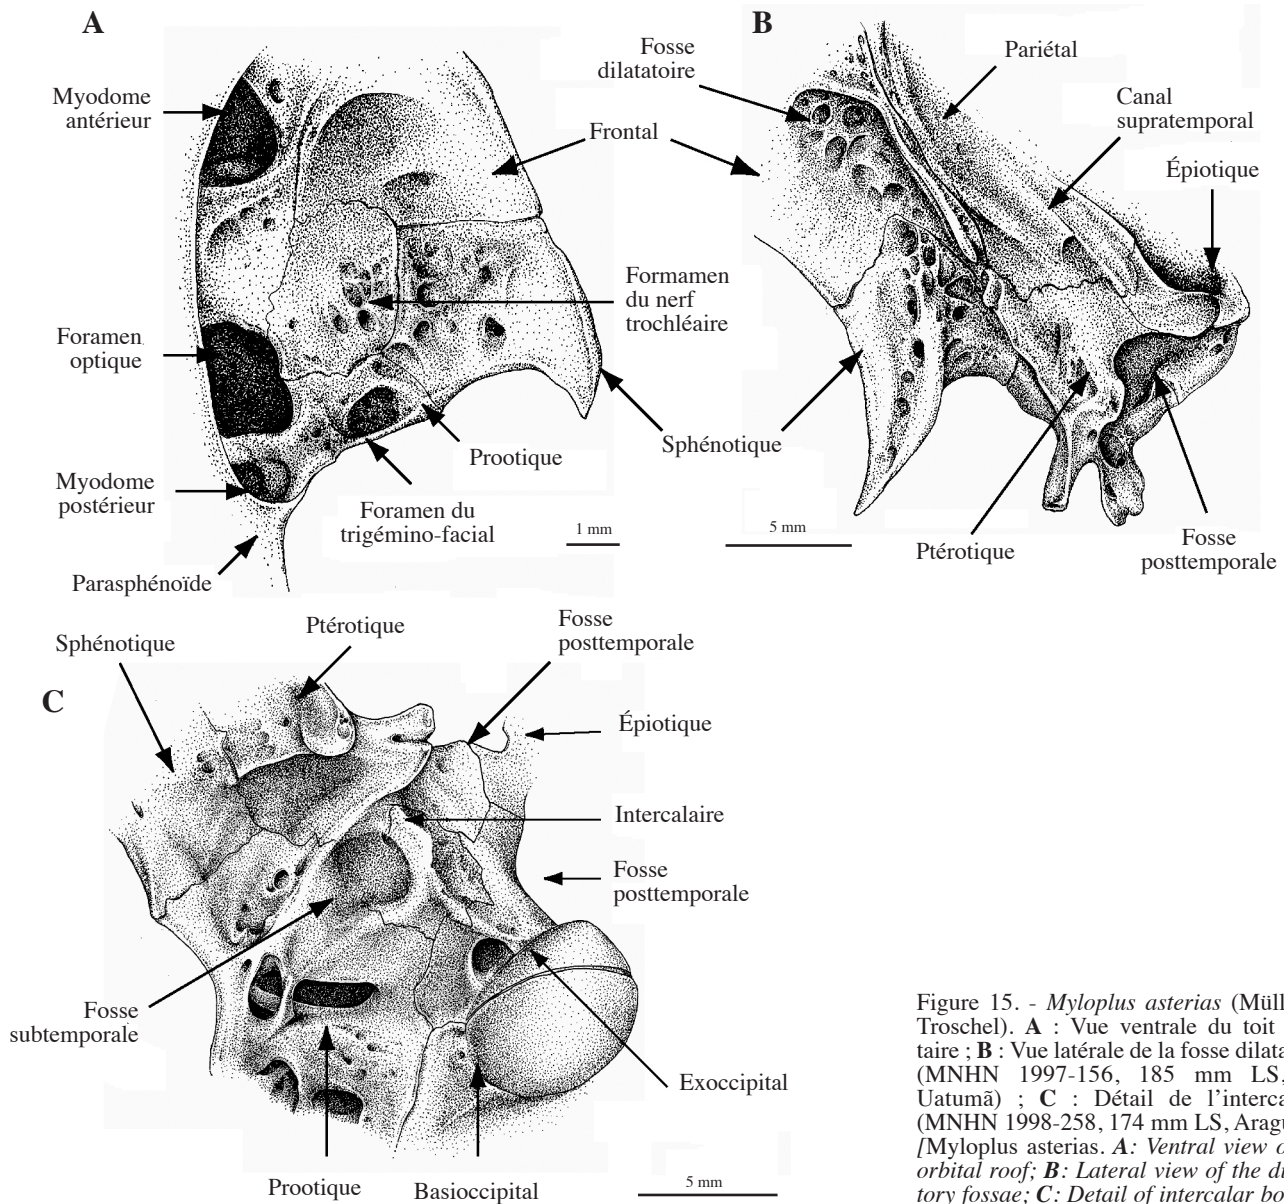 A
B
Myodome
antérieur
Fosse
dilatatoire
Pariétal
Canal
supratemporal
Frontal
Épiotique
Formamen
du nerf
trochléaire
Foramen
optique
Sphénotique
Prootique
Myodome
postérieur
Foramen du
trigémino-facial
1 mm
5 mm
Ptérotique
Fosse
posttemporale
Parasphénoïde
C
Sphénotique
Ptérotique
Fosse
posttemporale
Épiotique
Intercalaire
Fosse
posttemporale
Fosse
subtemporale
Exoccipital
Prootique
Basioccipital
5 mm
Figure 15. - Myloplus asterias (Müll
Troschel). A : Vue ventrale du toit
taire ; B : Vue latérale de la fosse dilata
(MNHN 1997-156, 185 mm LS,
Uatumã) ; C : Détail de l'interca
(MNHN 1998-258, 174 mm LS, Aragu
[Myloplus asterias. A: Ventral view o
orbital roof; B: Lateral view of the di
tory fossae; C: Detail of intercalar bo